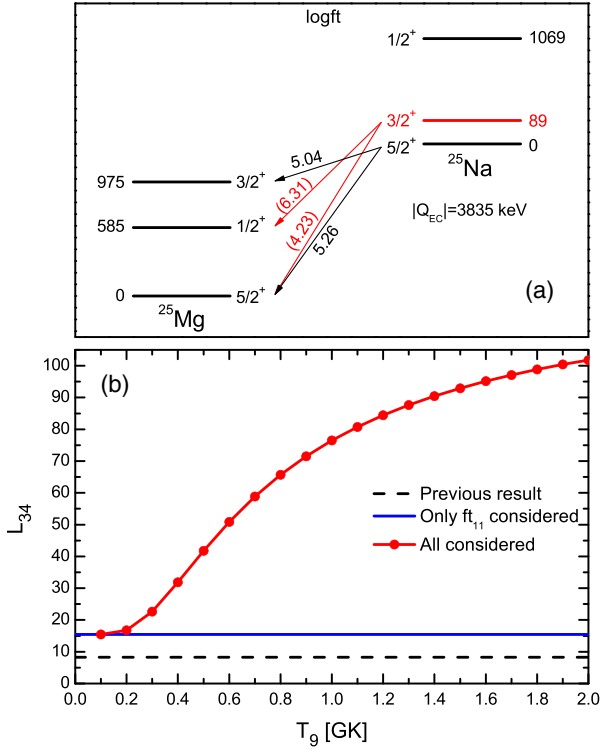 logft
1/2⁺ 1069
3/2⁺ 89
5/2⁺ 0
²⁵Na
5.04
975 3/2⁺
(6.31)
|Q_EC|=3835 keV
585 1/2⁺
(4.23)
5.26
0 5/2⁺
²⁵Mg
(a)
(b)
100
90
80
70
60
50
40
30
20
10
0
L₃₄
Previous result
Only ft₁₁ considered
All considered
0.0 0.2 0.4 0.6 0.8 1.0 1.2 1.4 1.6 1.8 2.0
T₉ [GK]